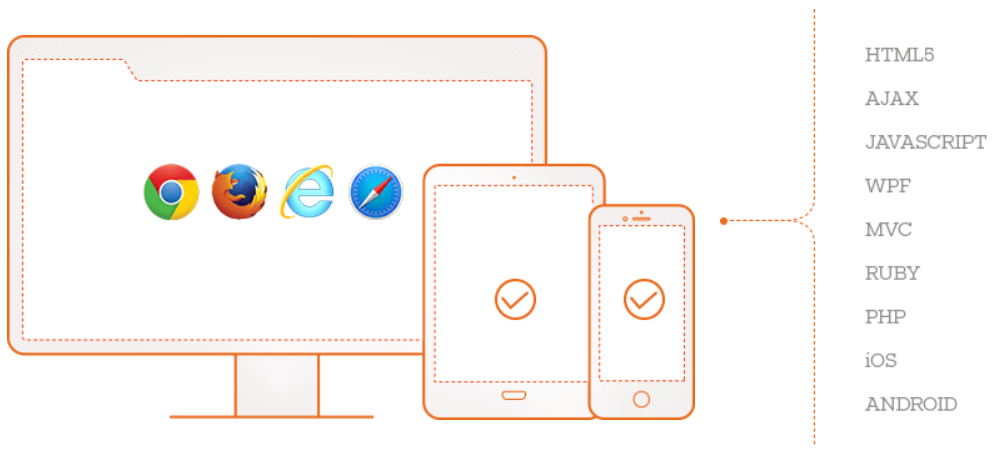 HTML5
AJAX
JAVASCRIPT
WPF
MVC
RUBY
PHP
iOS
ANDROID